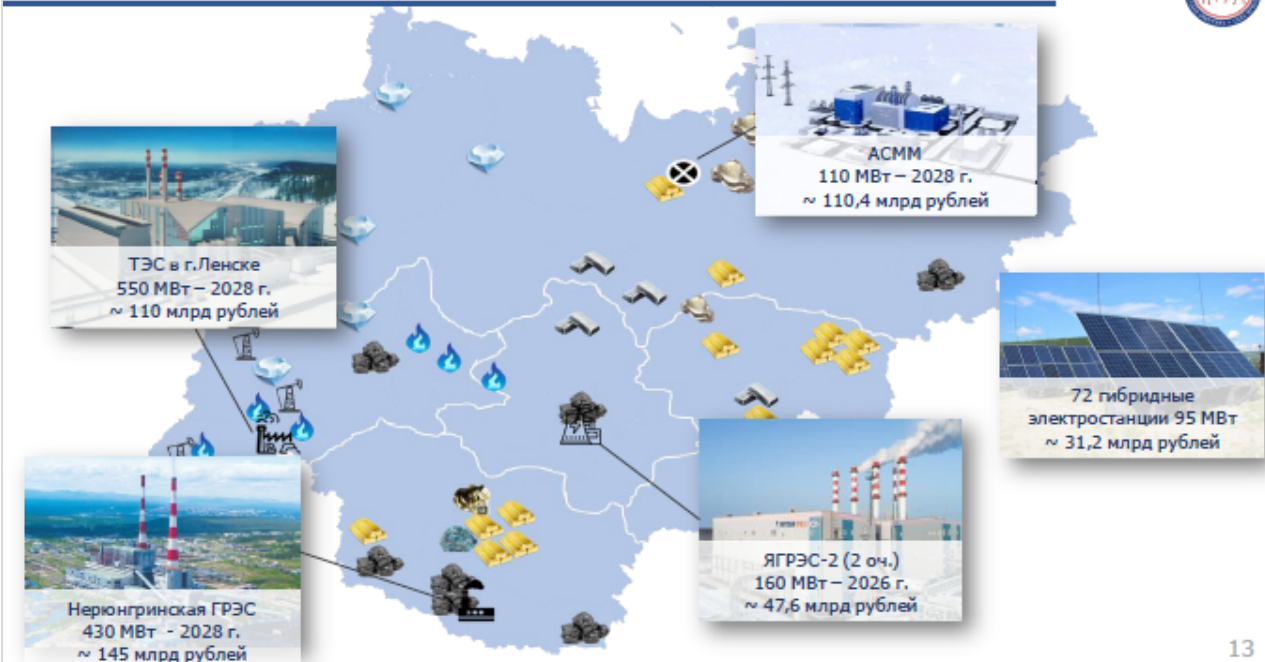 АСММ
110 МВт – 2028 г.
~ 110,4 млрд рублей
ТЭС в г.Ленске
550 МВт – 2028 г.
~ 110 млрд рублей
72 гибридные
электростанции 95 МВт
~ 31,2 млрд рублей
ЯГРЭС-2 (2 оч.)
160 МВт – 2026 г.
~ 47,6 млрд рублей
Нерюнгринская ГРЭС
430 МВт - 2028 г.
~ 145 млрд рублей
13